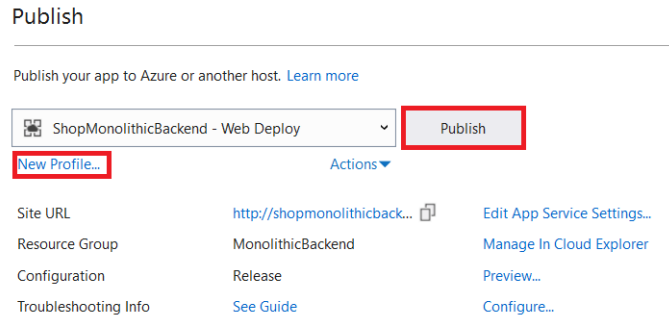 Publish
Publish your app to Azure or another host. Learn more
ShopMonolithicBackend - Web Deploy Publish
New Profile... Actions
Site URL http://shopmonolithicback... Edit App Service Settings...
Resource Group MonolithicBackend Manage In Cloud Explorer
Configuration Release Preview...
Troubleshooting Info See Guide Configure...